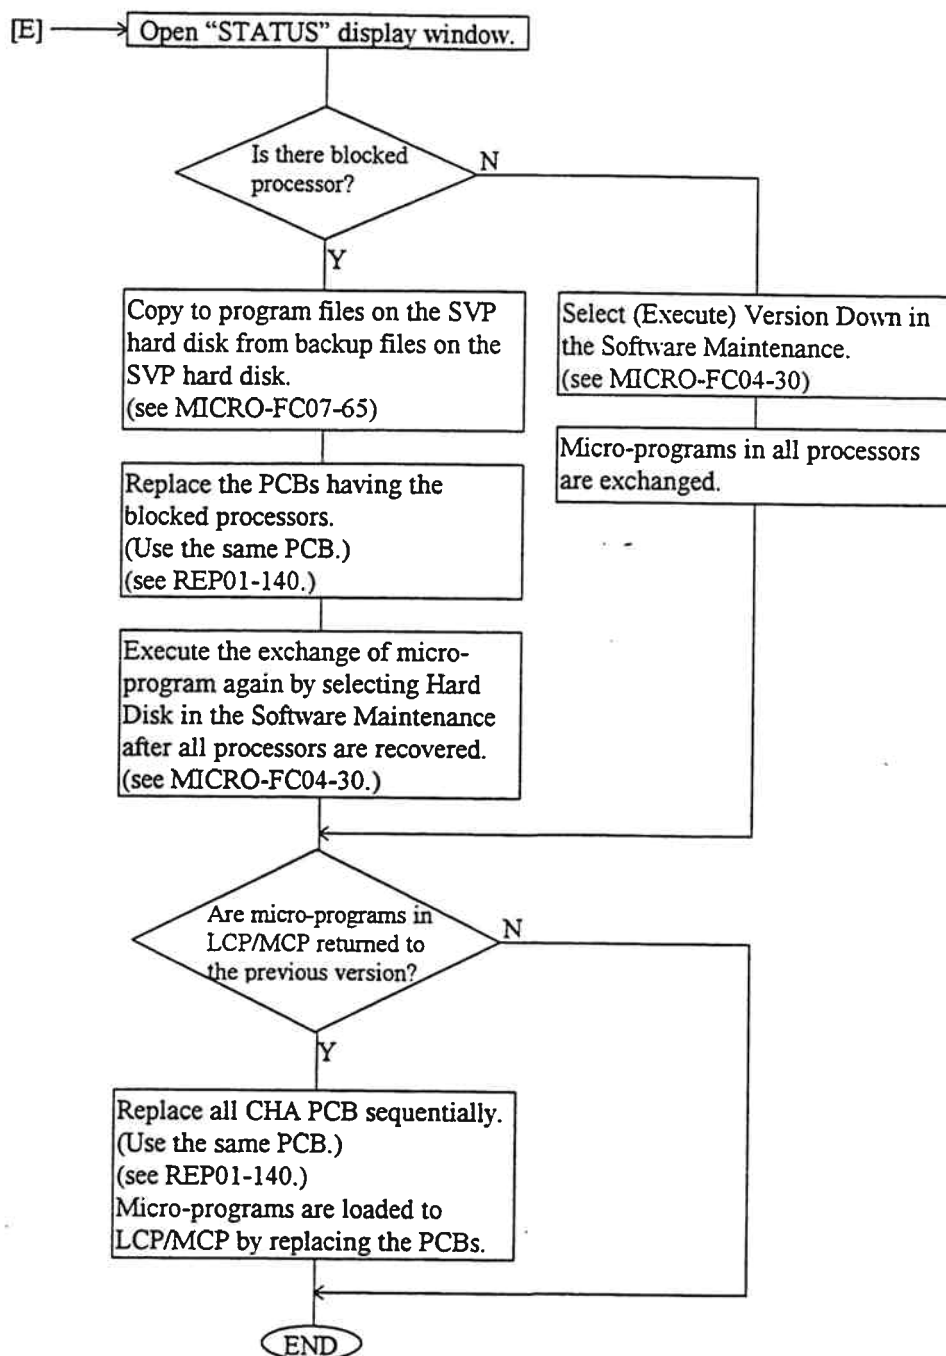 [E]
Open “STATUS” display window.
Is there blocked
processor?
N
Y
Copy to program files on the SVP
hard disk from backup files on the
SVP hard disk.
(see MICRO-FC07-65)
Select (Execute) Version Down in
the Software Maintenance.
(see MICRO-FC04-30)
Micro-programs in all processors
are exchanged.
Replace the PCBs having the
blocked processors.
(Use the same PCB.)
(see REP01-140.)
Execute the exchange of micro-
program again by selecting Hard
Disk in the Software Maintenance
after all processors are recovered.
(see MICRO-FC04-30.)
Are micro-programs in
LCP/MCP returned to
the previous version?
N
Y
Replace all CHA PCB sequentially.
(Use the same PCB.)
(see REP01-140.)
Micro-programs are loaded to
LCP/MCP by replacing the PCBs.
END